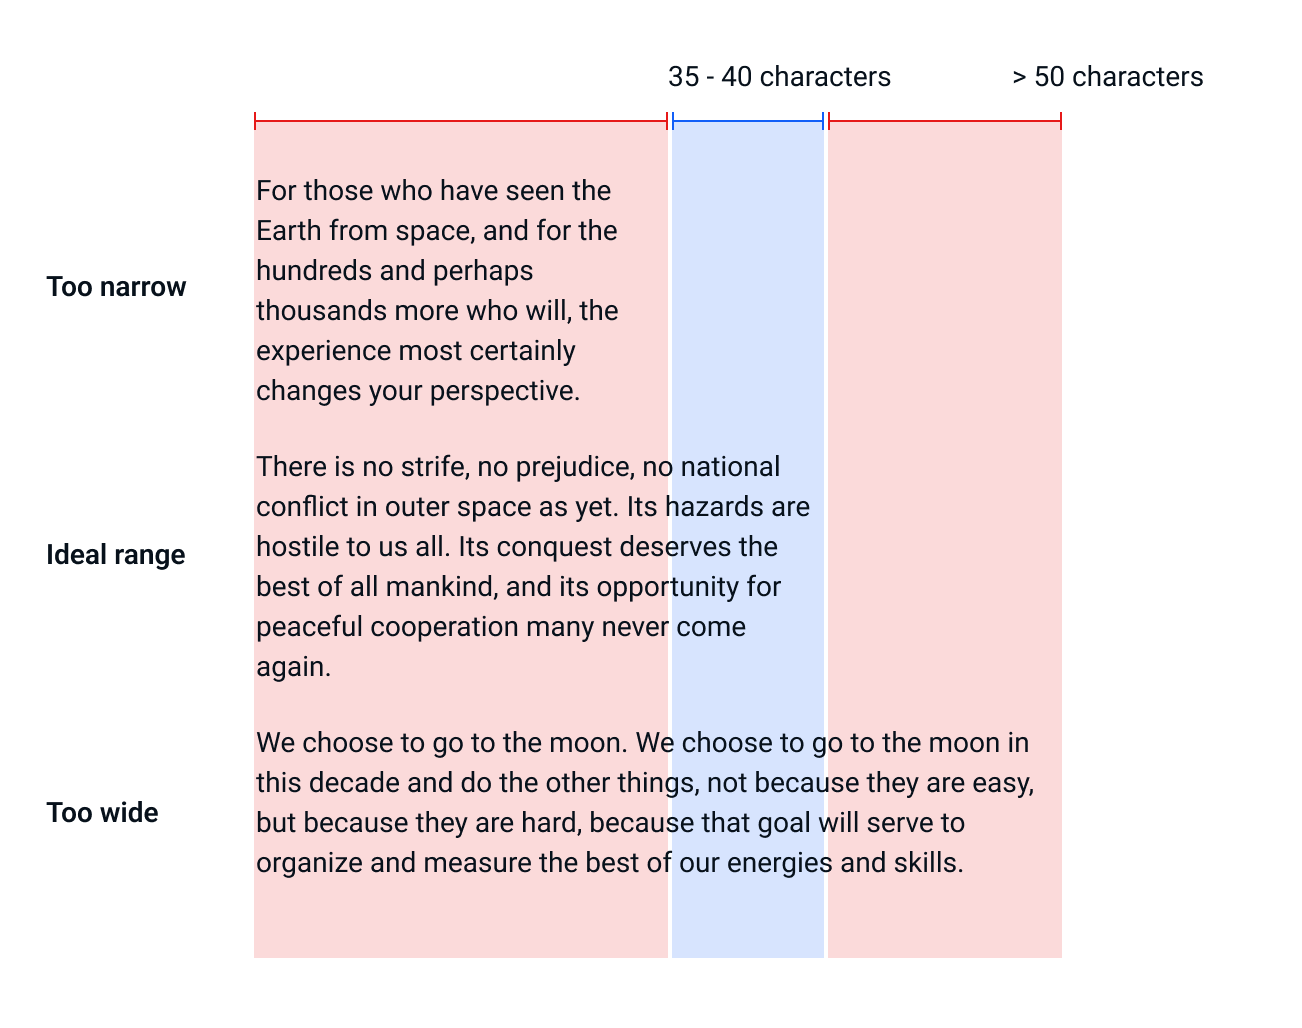 35 - 40 characters
> 50 characters
Too narrow
For those who have seen the
Earth from space, and for the
hundreds and perhaps
thousands more who will, the
experience most certainly
changes your perspective.
Ideal range
There is no strife, no prejudice, no national
conflict in outer space as yet. Its hazards are
hostile to us all. Its conquest deserves the
best of all mankind, and its opportunity for
peaceful cooperation many never come
again.
Too wide
We choose to go to the moon. We choose to go to the moon in
this decade and do the other things, not because they are easy,
but because they are hard, because that goal will serve to
organize and measure the best of our energies and skills.